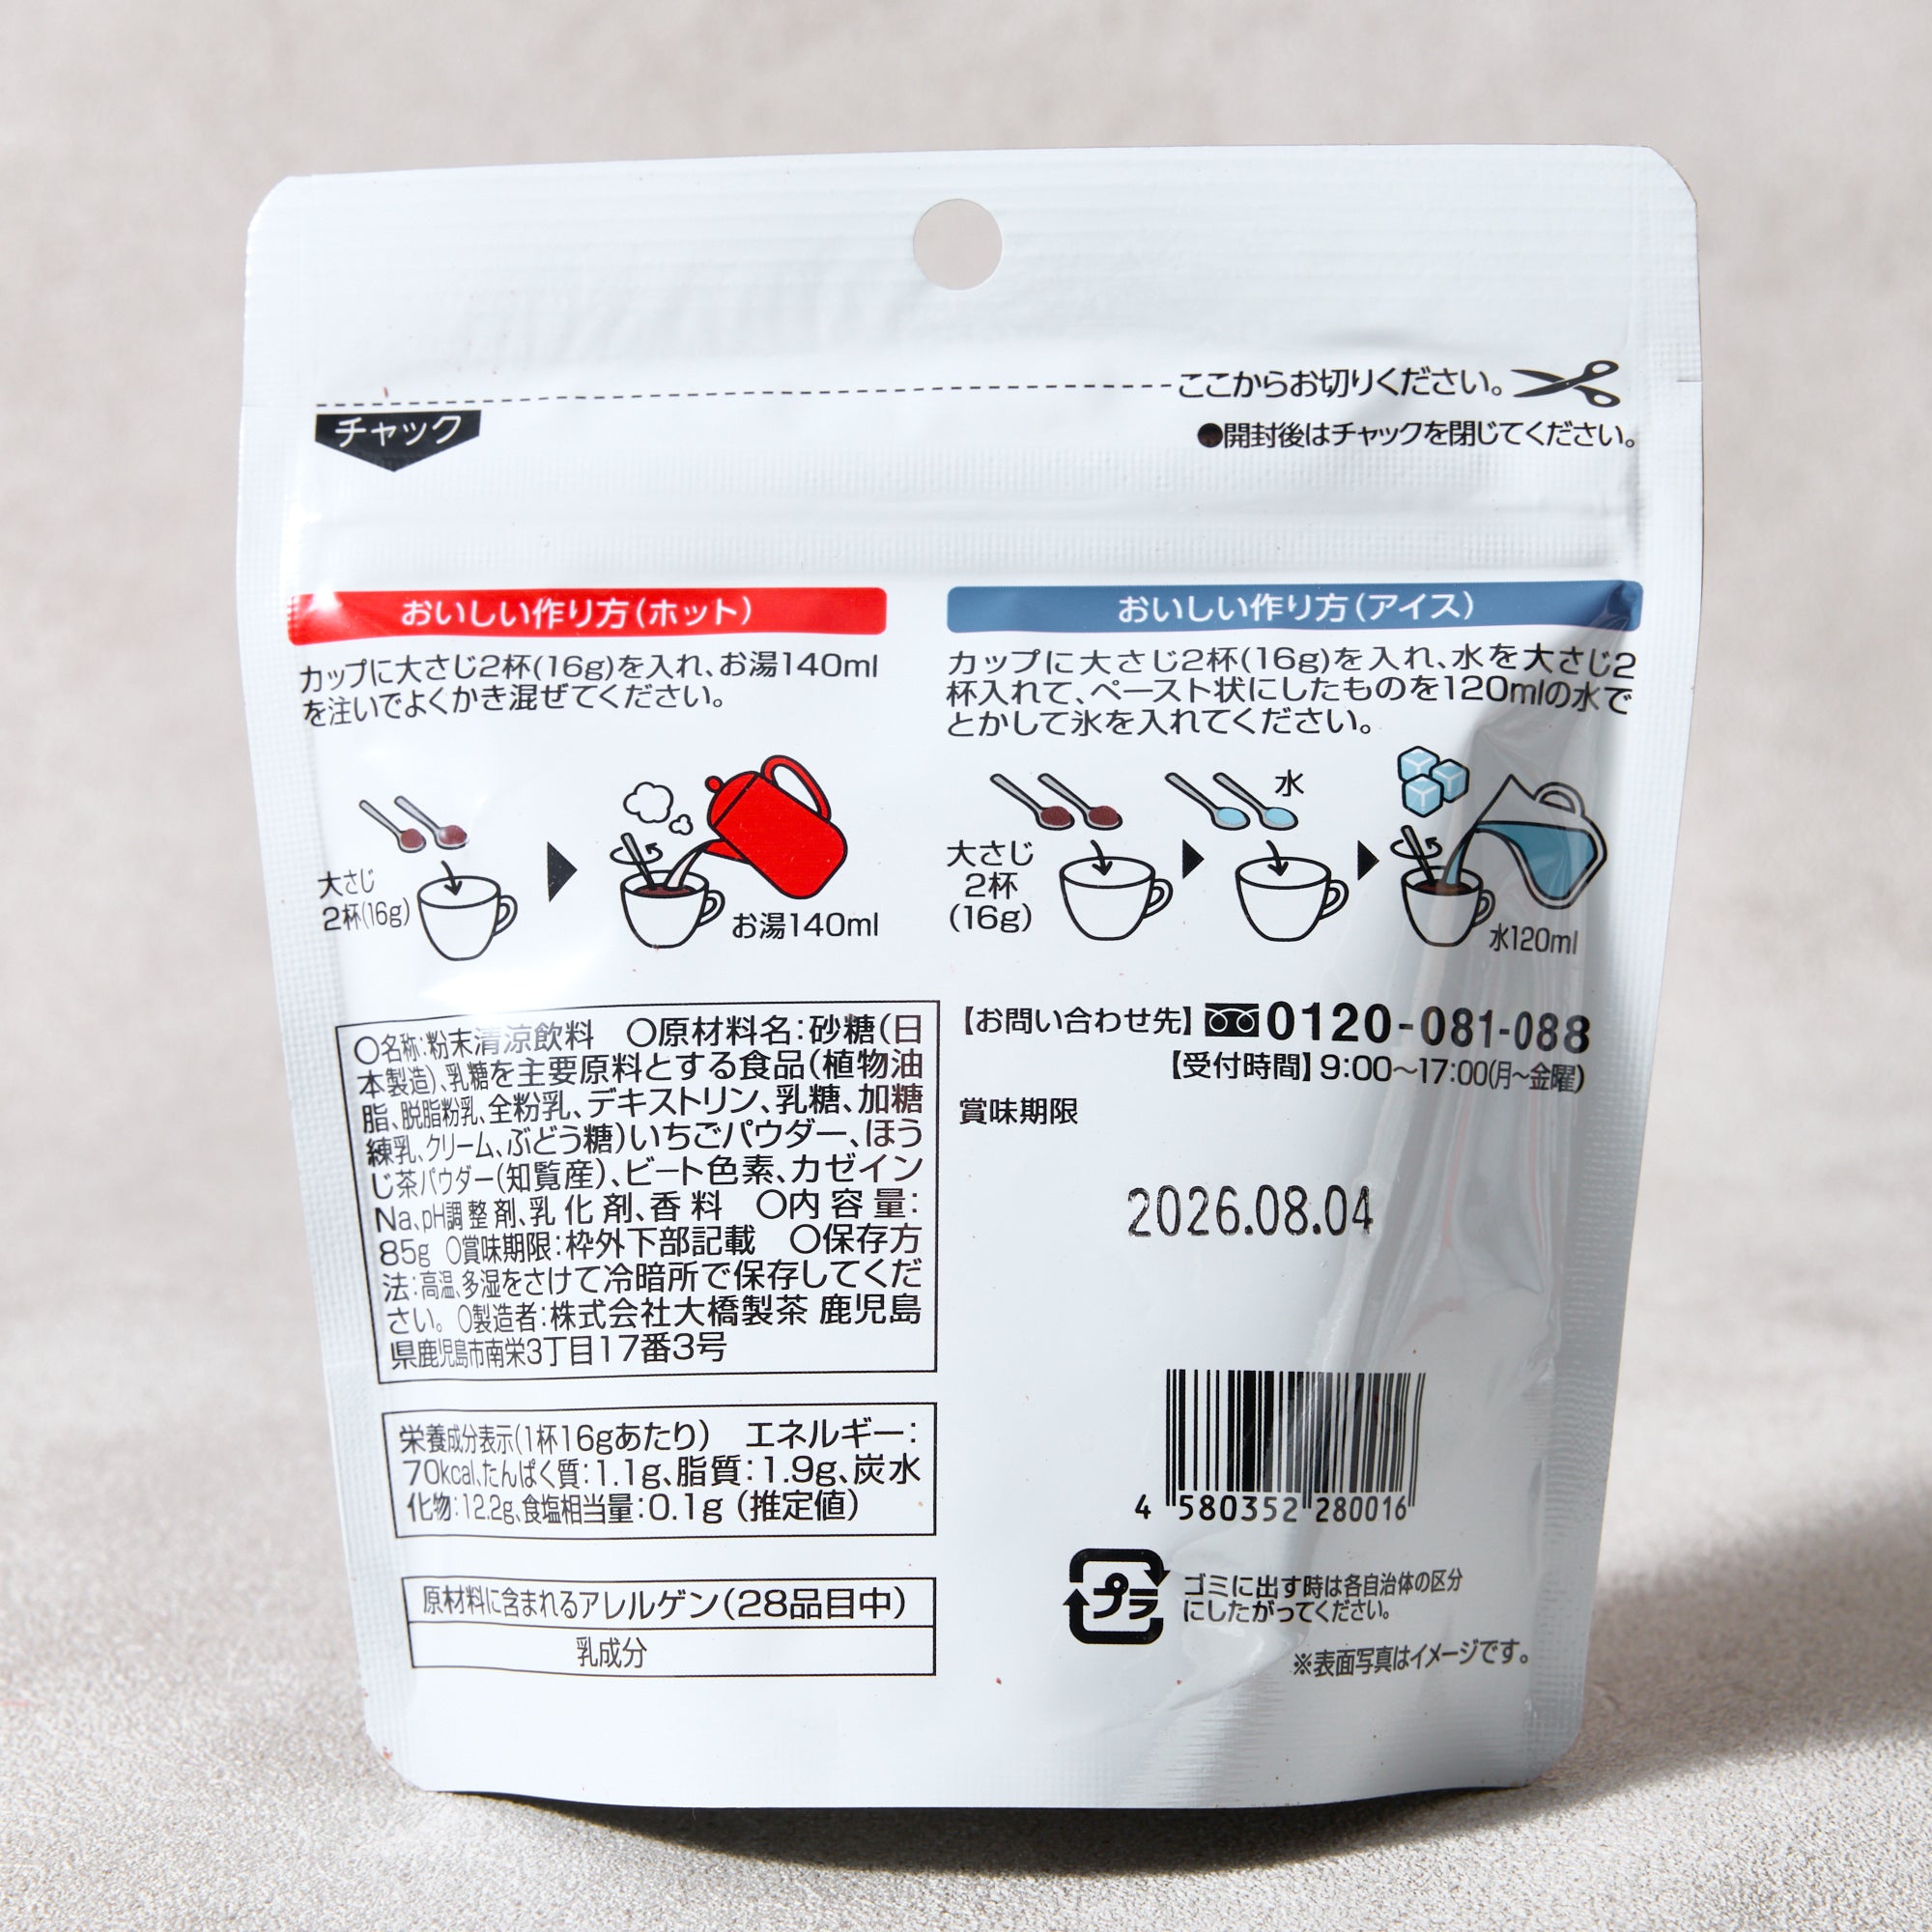 ここからお切りください。
チャック
●開封後はチャックを閉じてください。
おいしい作り方(ホット)
カップに大さじ2杯(16g)を入れ、お湯140ml
を注いでよくかき混ぜてください。
大さじ
2杯(16g)
お湯140ml
おいしい作り方(アイス)
カップに大さじ2杯(16g)を入れ、水を大さじ2
杯入れて、ペースト状にしたものを120mlの水で
とかして氷を入れてください。
水
大さじ
2杯
(16g)
水120ml
○名称:粉末清涼飲料 ○原材料名:砂糖(日
本製造)、乳糖を主要原料とする食品(植物油
脂、脱脂粉乳、全粉乳、デキストリン、乳糖、加糖
練乳、クリーム、ぶどう糖)いちごパウダー、ほう
じ茶パウダー(知覧産)、ビート色素、カゼイン
Na、pH調整剤、乳化剤、香料 ○内容量:
85g ○賞味期限:枠外下部記載 ○保存方
法:高温、多湿をさけて冷暗所で保存してくだ
さい。○製造者:株式会社大橋製茶 鹿児島
県鹿児島市南栄3丁目17番3号
栄養成分表示(1杯16gあたり) エネルギー:
70kcal、たんぱく質:1.1g、脂質:1.9g、炭水
化物:12.2g、食塩相当量:0.1g (推定値)
原材料に含まれるアレルゲン(28品目中)
乳成分
【お問い合わせ先】0120-081-088
【受付時間】9:00〜17:00(月〜金曜)
賞味期限
2026.08.04
4 580352 280016
プラ
ゴミに出す時は各自治体の区分
にしたがってください。
※表面写真はイメージです。